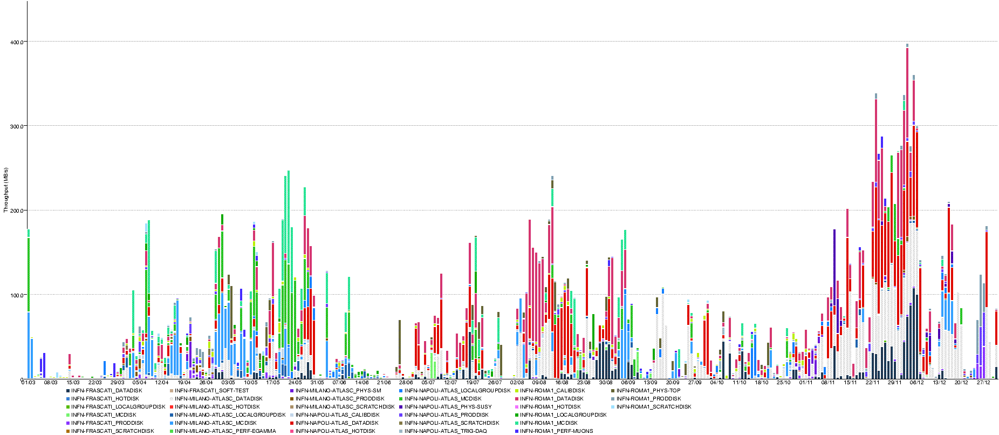 400.0
300.0
200.0
100.0
0
Throughput (MB/s)
01/03 08/03 15/03 22/03 29/03 05/04 12/04 19/04 26/04 03/05 10/05 17/05 24/05 31/05 07/06 14/06 21/06 28/06 05/07 12/07 19/07 26/07 02/08 09/08 16/08 23/08 30/08 06/09 13/09 20/09 27/09 04/10 11/10 18/10 25/10 01/11 08/11 15/11 22/11 29/11 06/12 13/12 20/12 27/12
INFN-FRASCATI_DATADISK INFN-FRASCATI_SOFT-TEST INFN-MILANO-ATLASC_PHYS-SM INFN-NAPOLI-ATLAS_LOCALGROUPDISK INFN-ROMA1_CALIBDISK INFN-ROMA1_PHYS-TOP
INFN-FRASCATI_HOTDISK INFN-MILANO-ATLASC_DATADISK INFN-MILANO-ATLASC_PRODDISK INFN-NAPOLI-ATLAS_MCDISK INFN-ROMA1_DATADISK INFN-ROMA1_PRODDISK
INFN-FRASCATI_LOCALGROUPDISK INFN-MILANO-ATLASC_HOTDISK INFN-MILANO-ATLASC_SCRATCHDISK INFN-NAPOLI-ATLAS_PHYS-SUSY INFN-ROMA1_HOTDISK INFN-ROMA1_SCRATCHDISK
INFN-FRASCATI_MCDISK INFN-MILANO-ATLASC_LOCALGROUPDISK INFN-NAPOLI-ATLAS_CALIBDISK INFN-NAPOLI-ATLAS_PRODDISK INFN-ROMA1_LOCALGROUPDISK
INFN-FRASCATI_PRODDISK INFN-MILANO-ATLASC_MCDISK INFN-NAPOLI-ATLAS_DATADISK INFN-NAPOLI-ATLAS_SCRATCHDISK INFN-ROMA1_MCDISK
INFN-FRASCATI_SCRATCHDISK INFN-MILANO-ATLASC_PERF-EGAMMA INFN-NAPOLI-ATLAS_HOTDISK INFN-NAPOLI-ATLAS_TRIG-DAQ INFN-ROMA1_PERF-MUONS